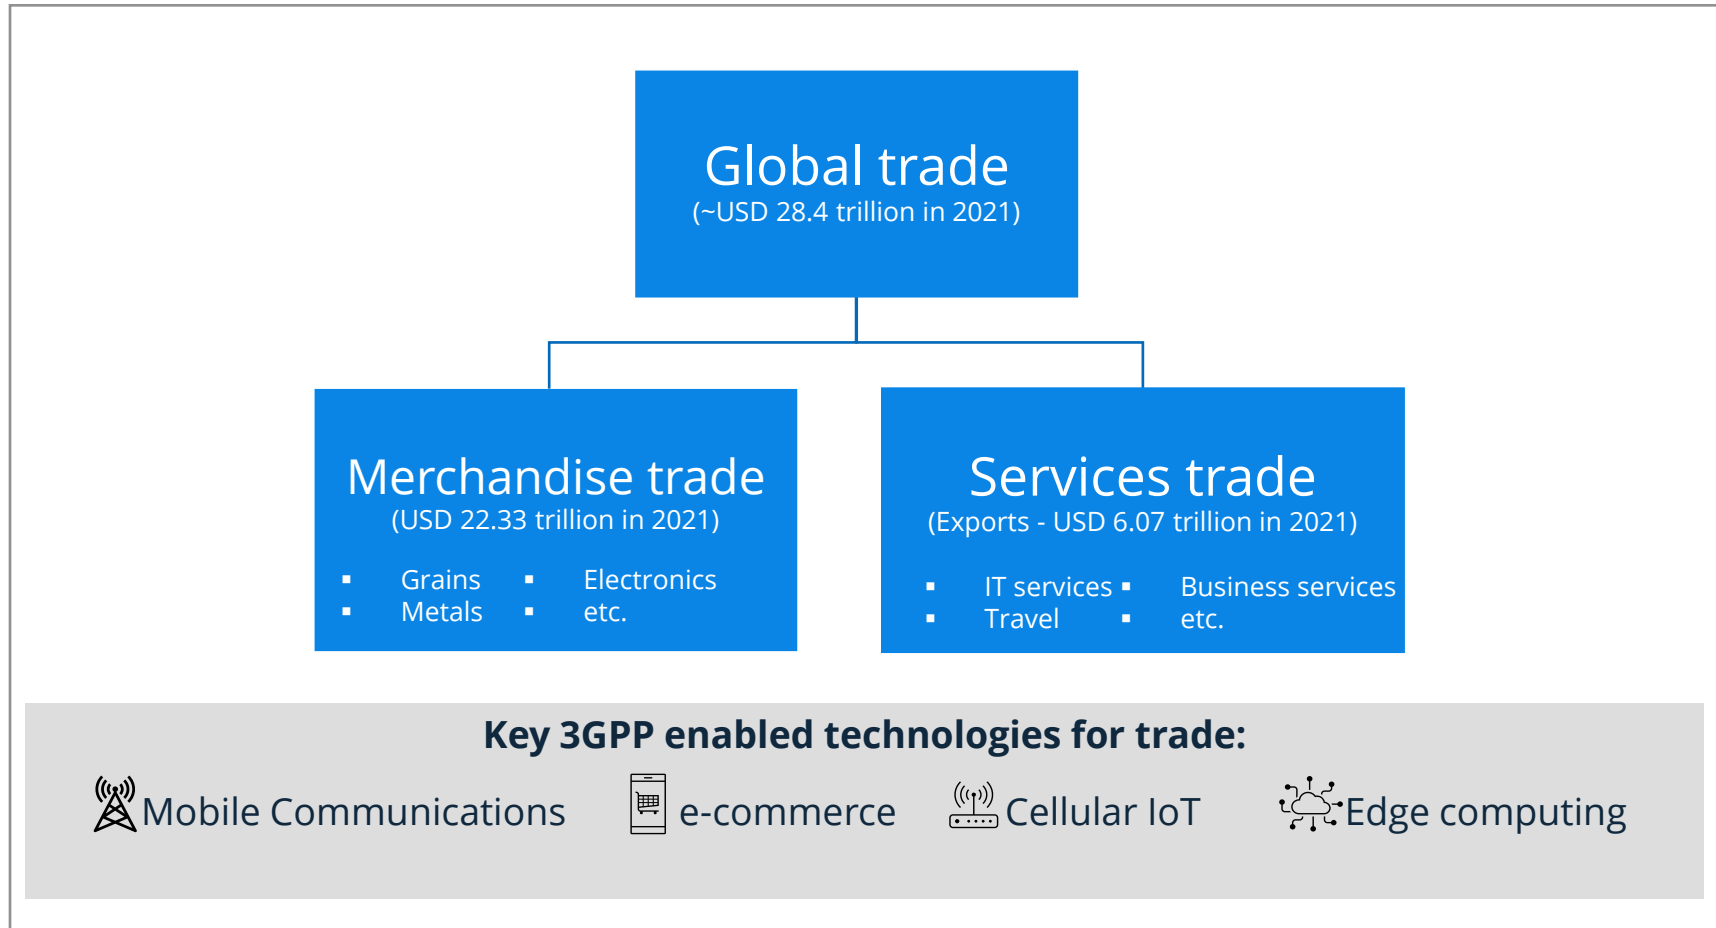 Global trade
(~USD 28.4 trillion in 2021)
Merchandise trade
(USD 22.33 trillion in 2021)
▪ Grains ▪ Electronics
▪ Metals ▪ etc.
Services trade
(Exports - USD 6.07 trillion in 2021)
▪ IT services ▪ Business services
▪ Travel ▪ etc.
Key 3GPP enabled technologies for trade:
Mobile Communications e-commerce Cellular IoT Edge computing